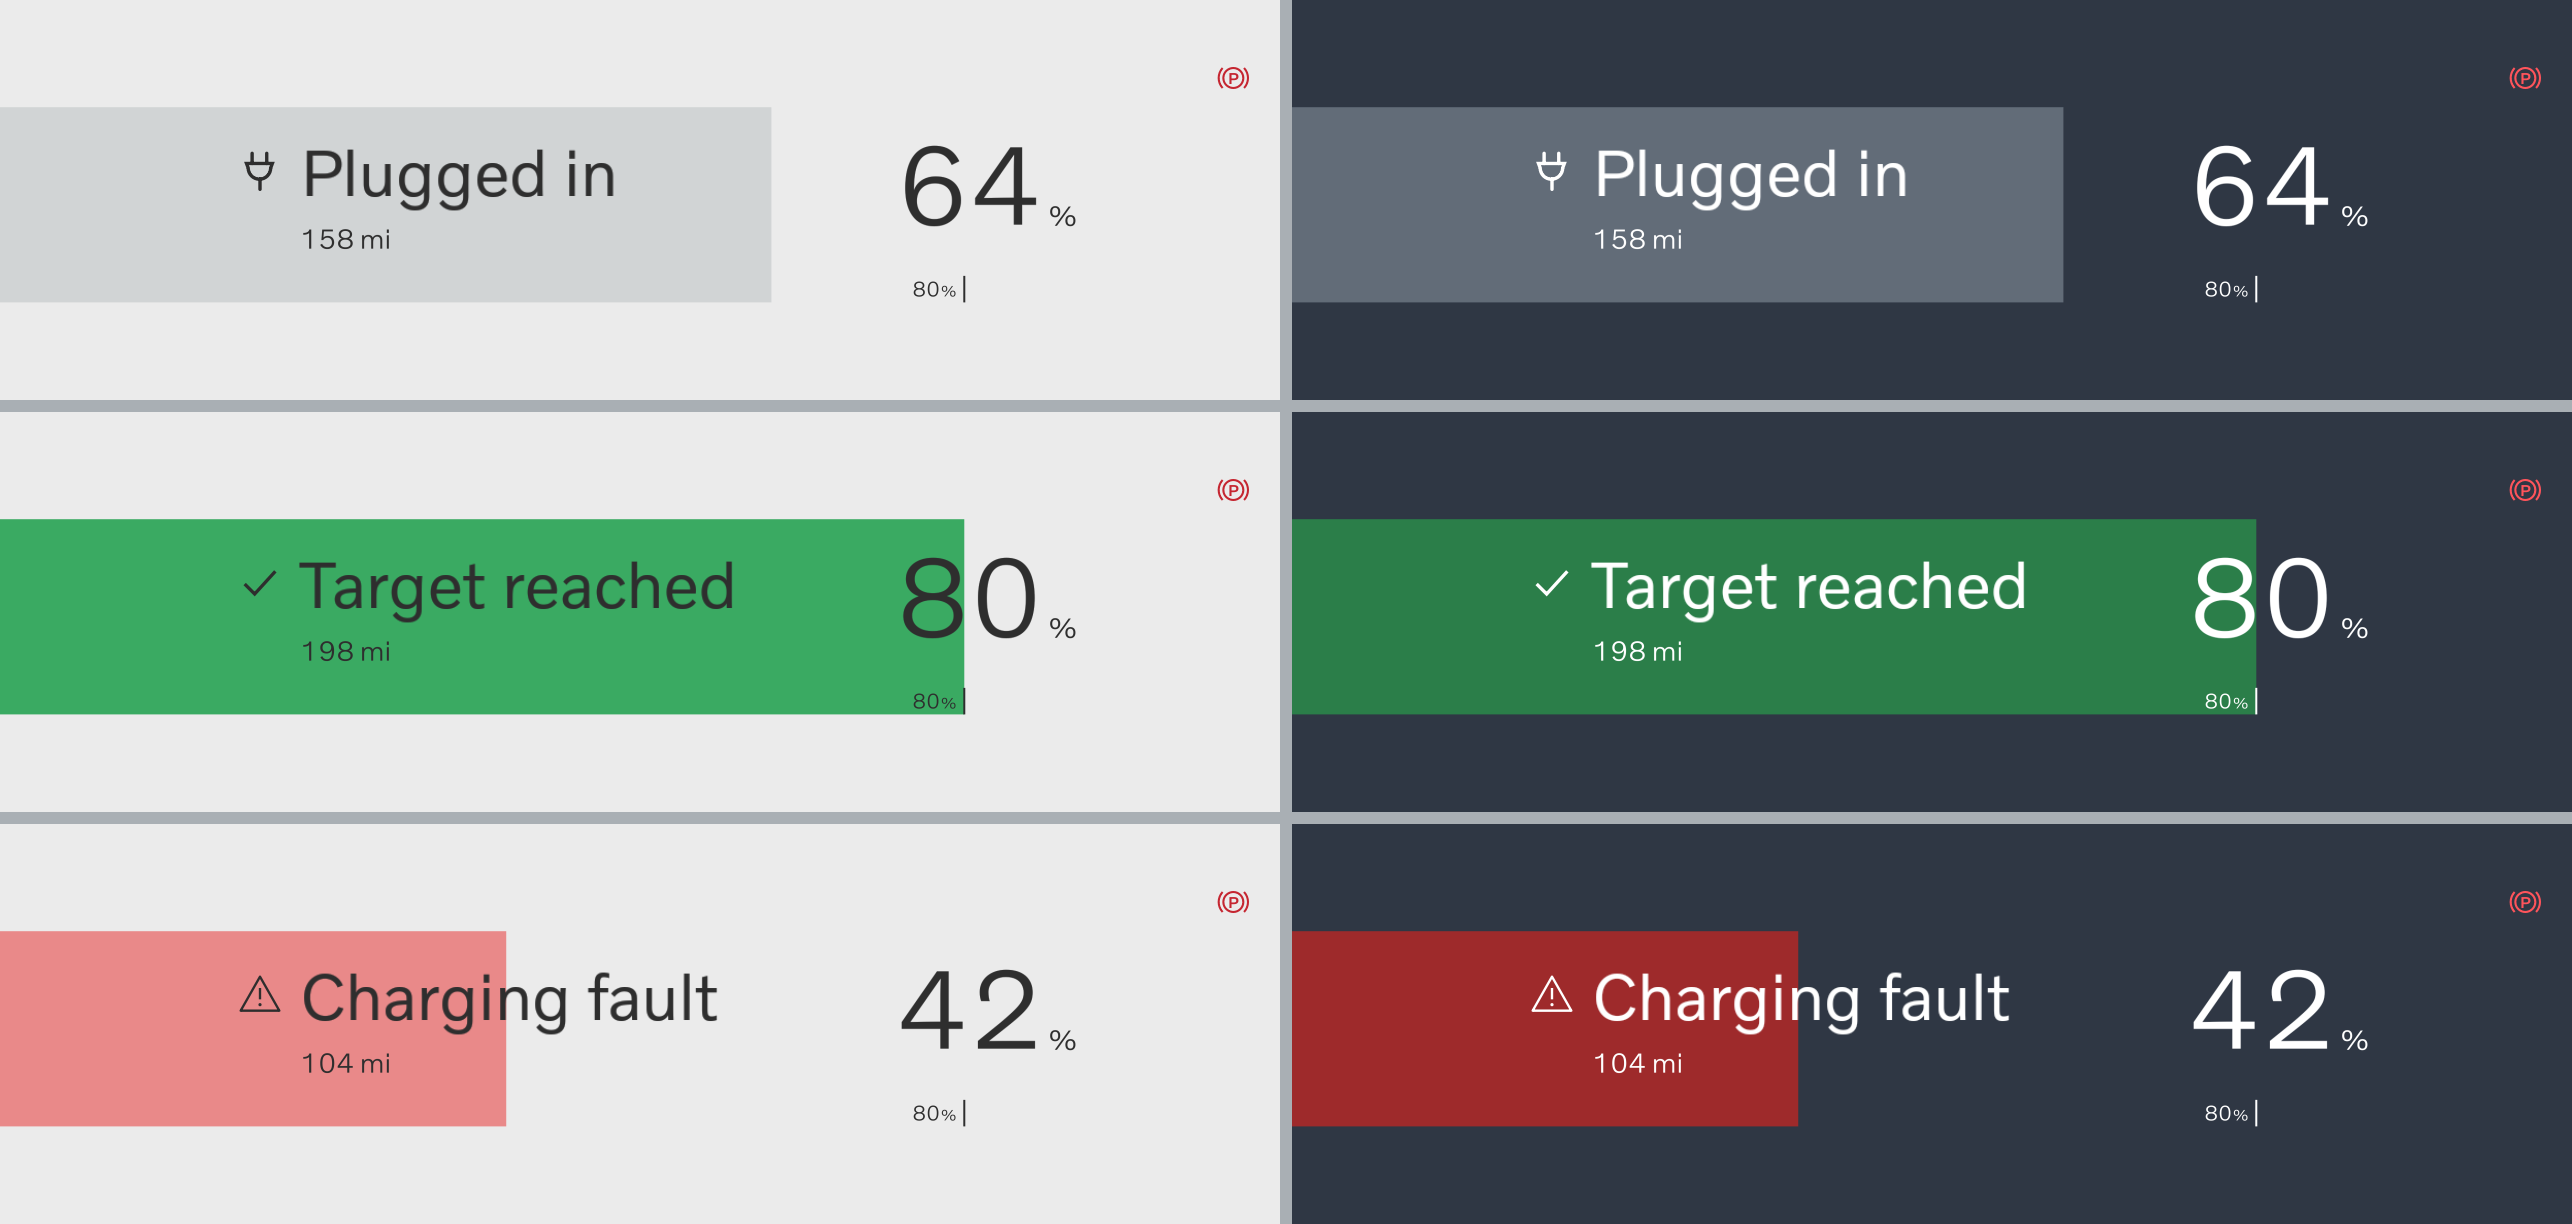 P
Plugged in
64 %
158 mi
80%
P
Plugged in
64 %
158 mi
80%
P
Target reached
80 %
198 mi
80%
P
Target reached
80 %
198 mi
80%
P
Charging fault
42 %
104 mi
80%
P
Charging fault
42 %
104 mi
80%